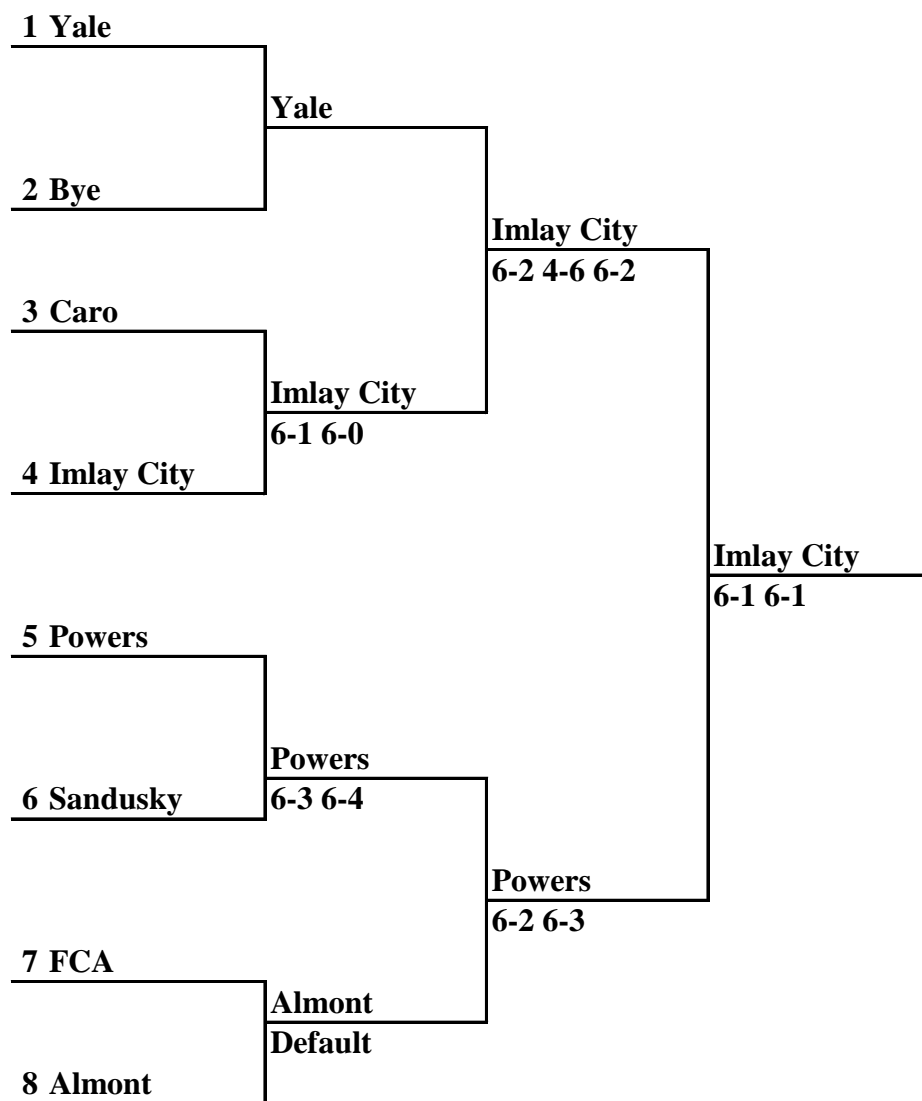 1 Yale
Yale
2 Bye
Imlay City
6-2 4-6 6-2
3 Caro
Imlay City
6-1 6-0
4 Imlay City
Imlay City
6-1 6-1
5 Powers
Powers
6-3 6-4
6 Sandusky
Powers
6-2 6-3
7 FCA
Almont
Default
8 Almont